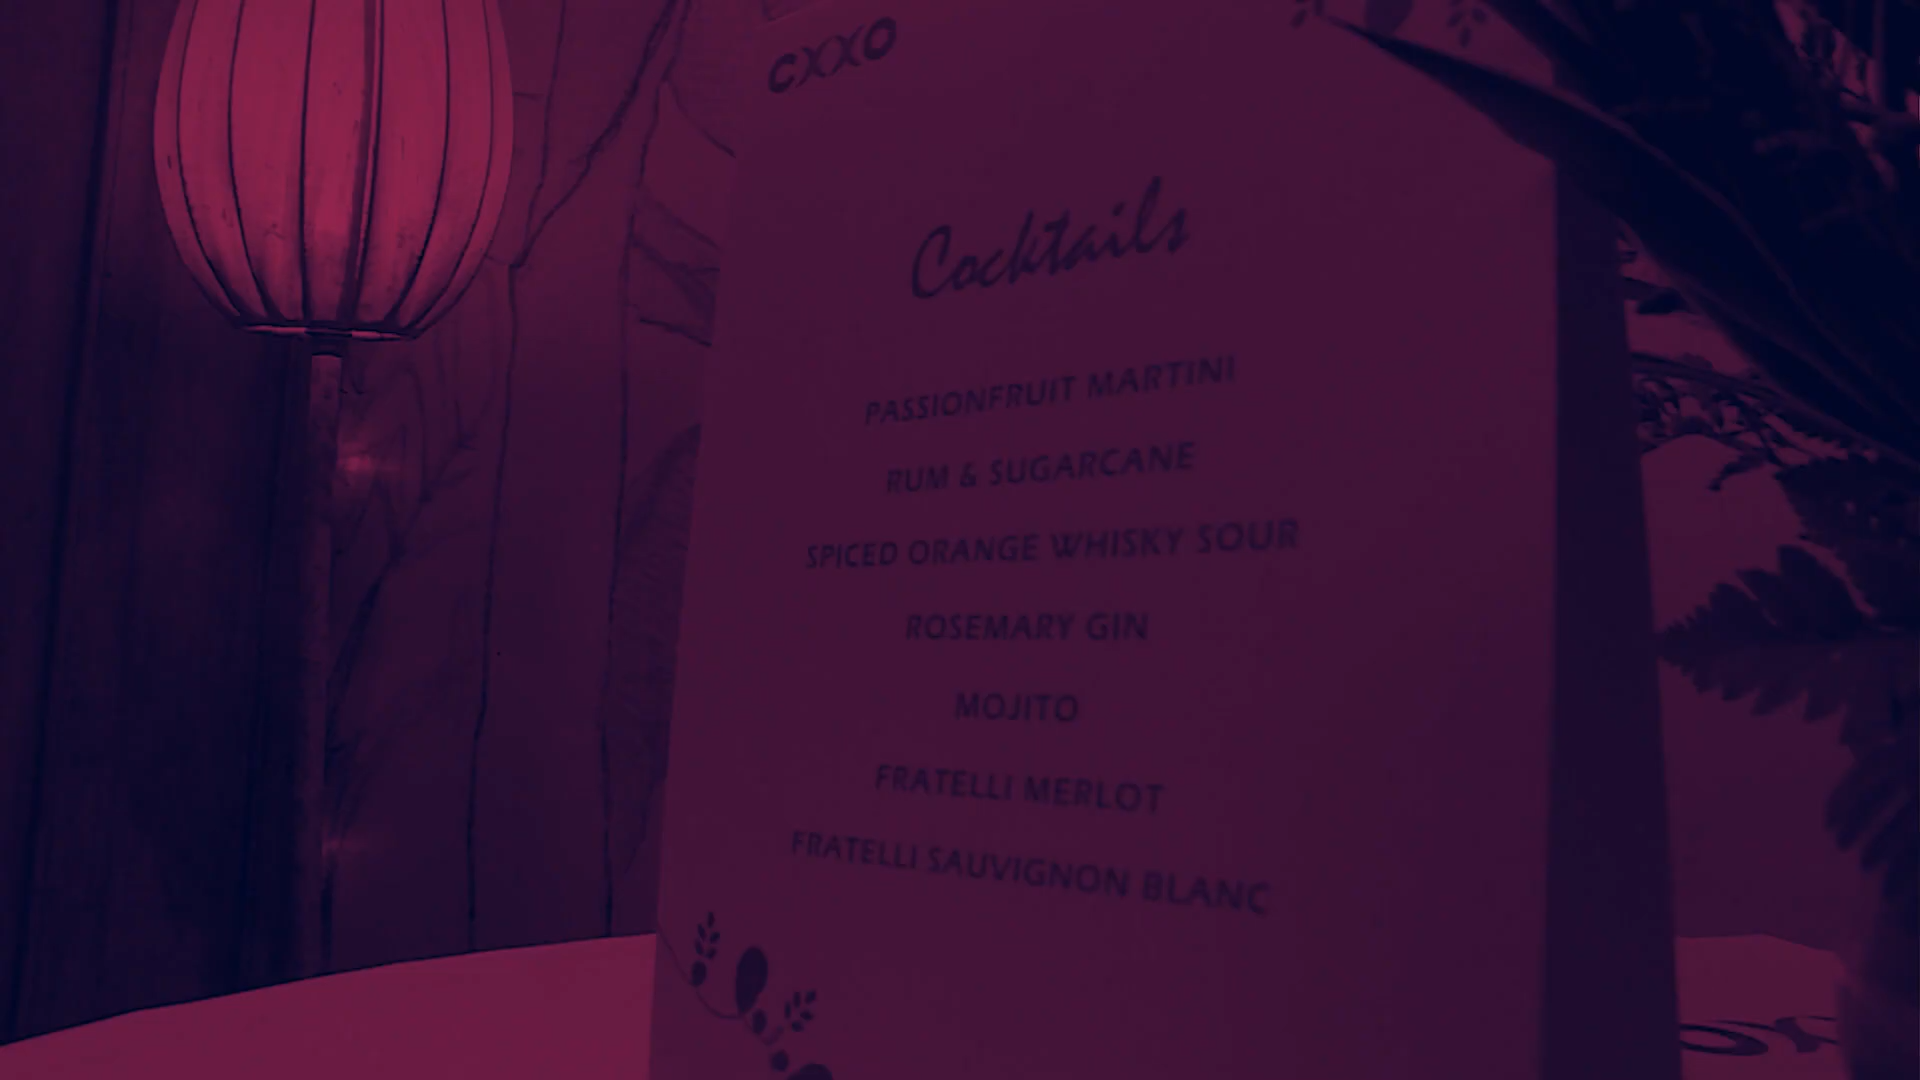 CXXO
Cocktails
PASSIONFRUIT MARTINI
RUM & SUGARCANE
SPICED ORANGE WHISKY SOUR
ROSEMARY GIN
MOJITO
FRATELLI MERLOT
FRATELLI SAUVIGNON BLANC